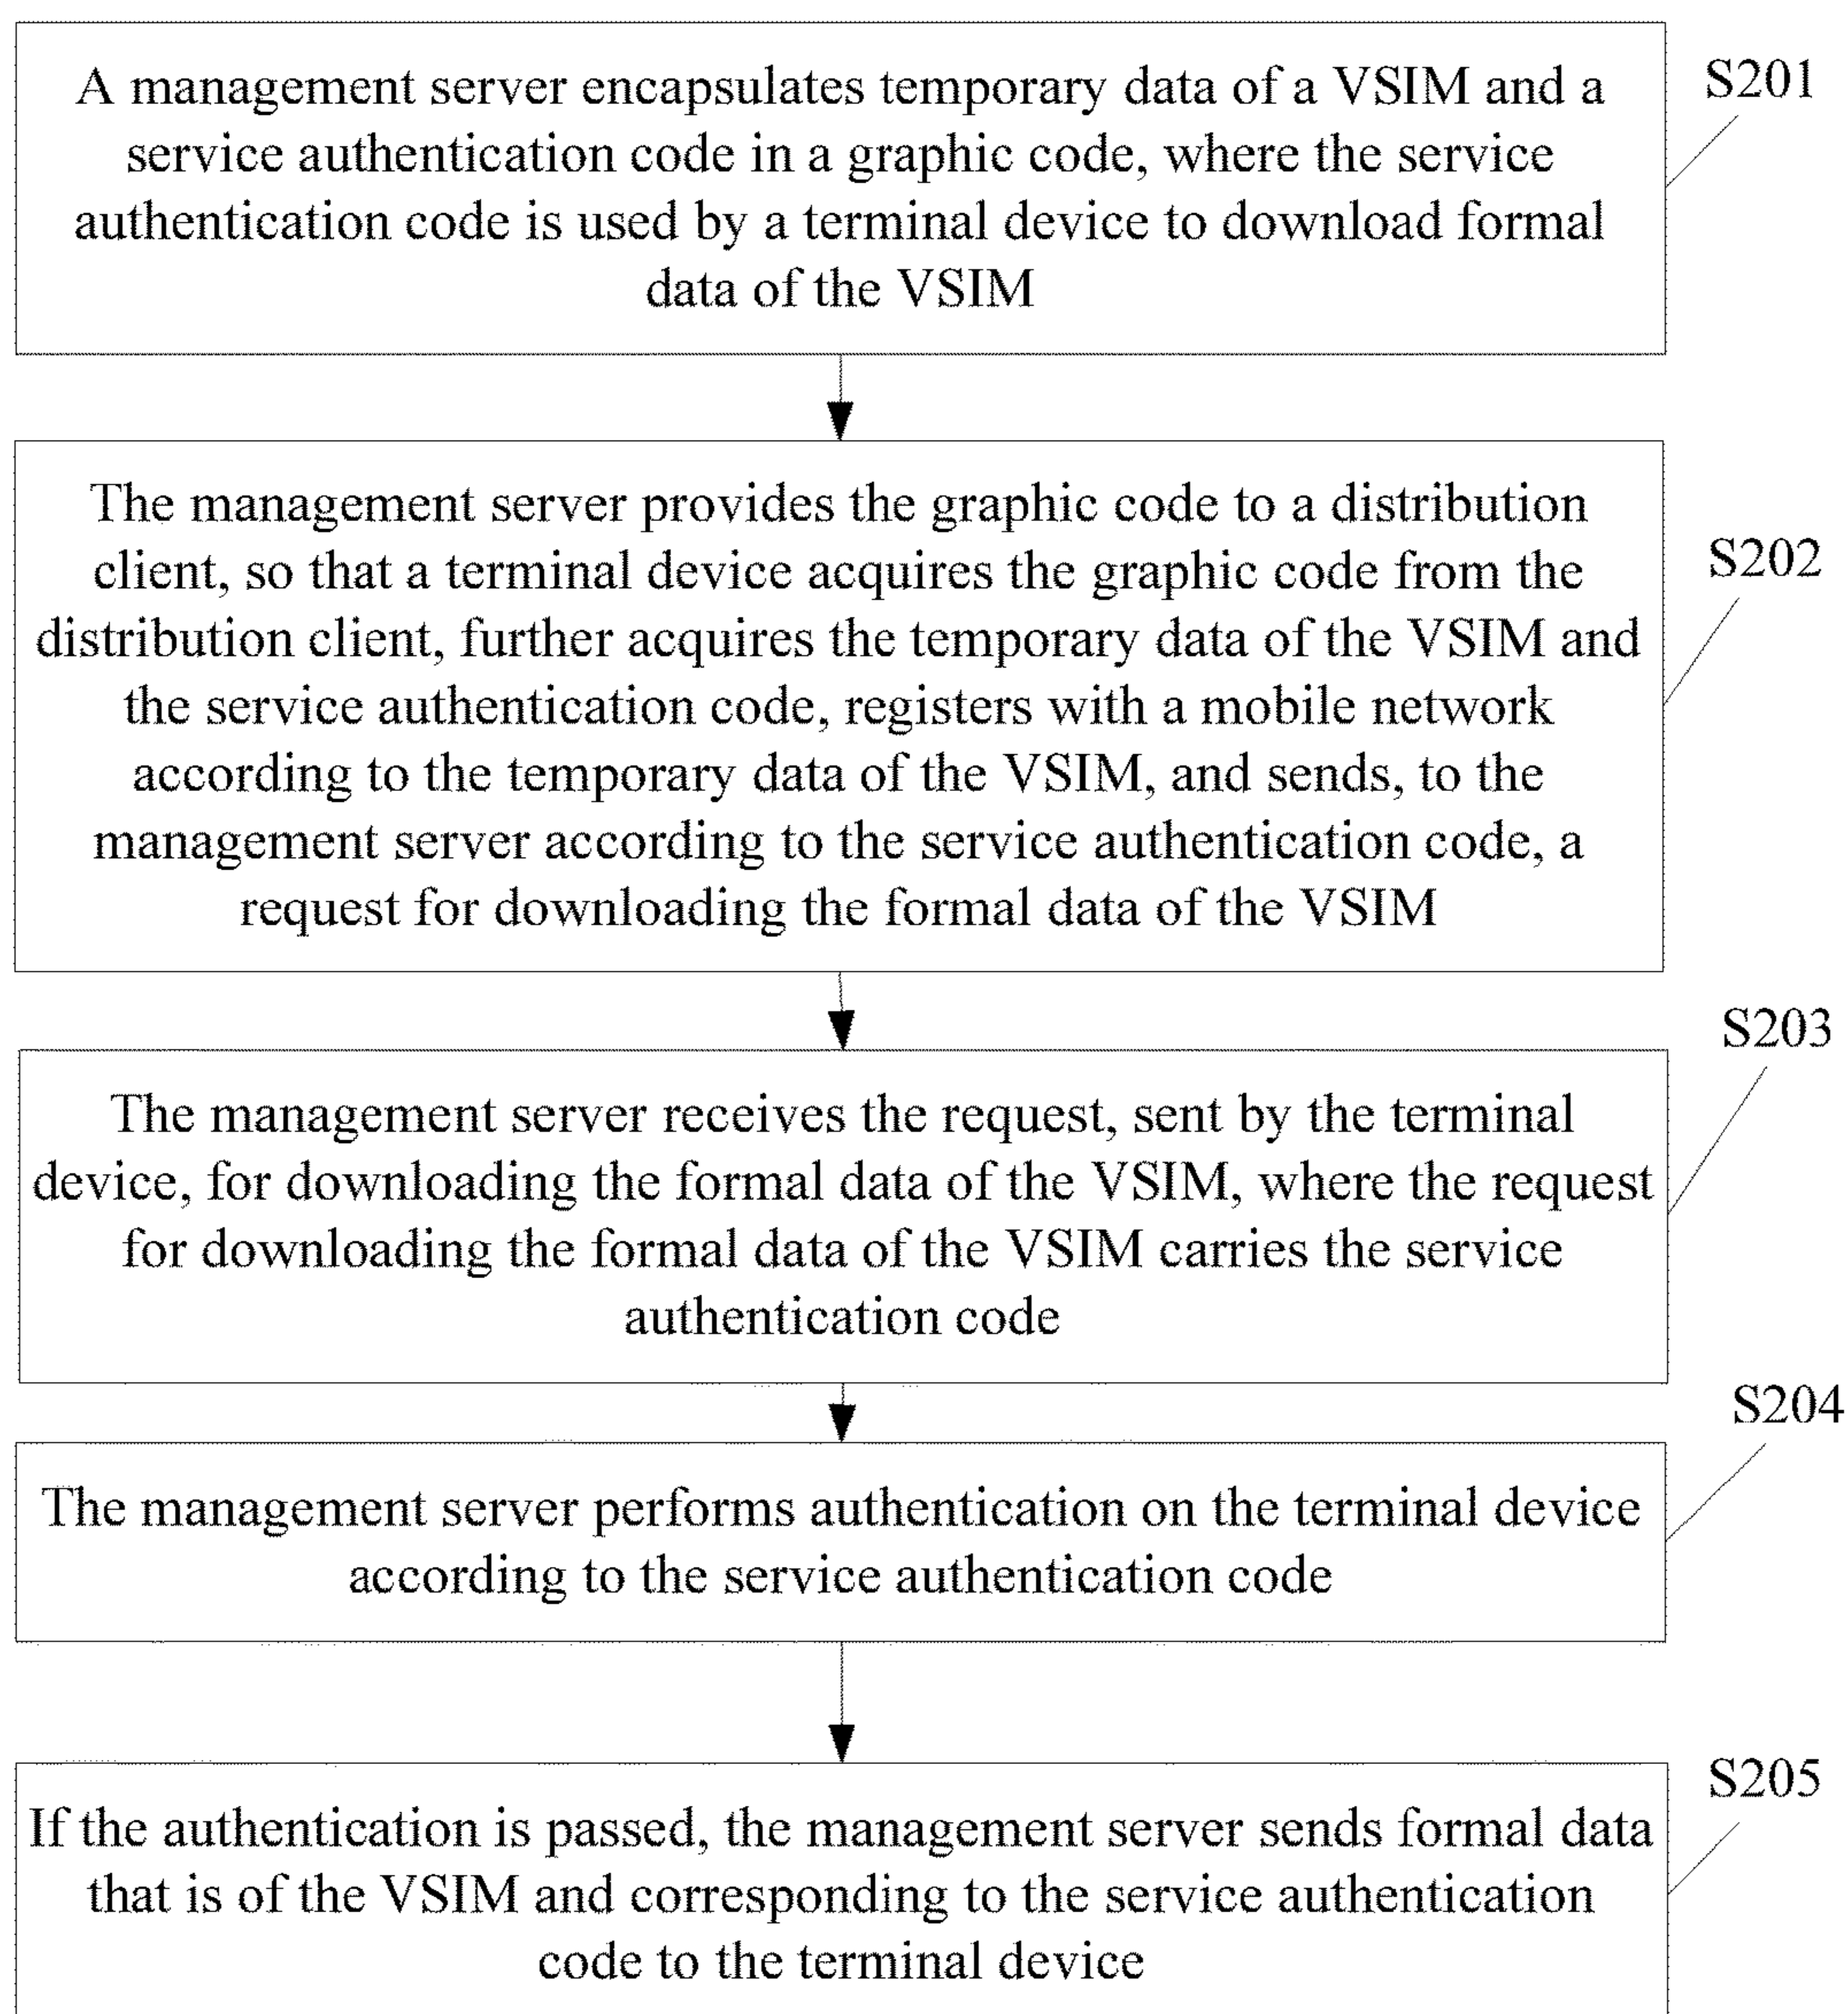 A management server encapsulates temporary data of a VSIM and a
service authentication code in a graphic code, where the service
authentication code is used by a terminal device to download formal
data of the VSIM
S201
The management server provides the graphic code to a distribution
client, so that a terminal device acquires the graphic code from the
distribution client, further acquires the temporary data of the VSIM and
the service authentication code, registers with a mobile network
according to the temporary data of the VSIM, and sends, to the
management server according to the service authentication code, a
request for downloading the formal data of the VSIM
S202
The management server receives the request, sent by the terminal
device, for downloading the formal data of the VSIM, where the request
for downloading the formal data of the VSIM carries the service
authentication code
S203
The management server performs authentication on the terminal device
according to the service authentication code
S204
If the authentication is passed, the management server sends formal data
that is of the VSIM and corresponding to the service authentication
code to the terminal device
S205